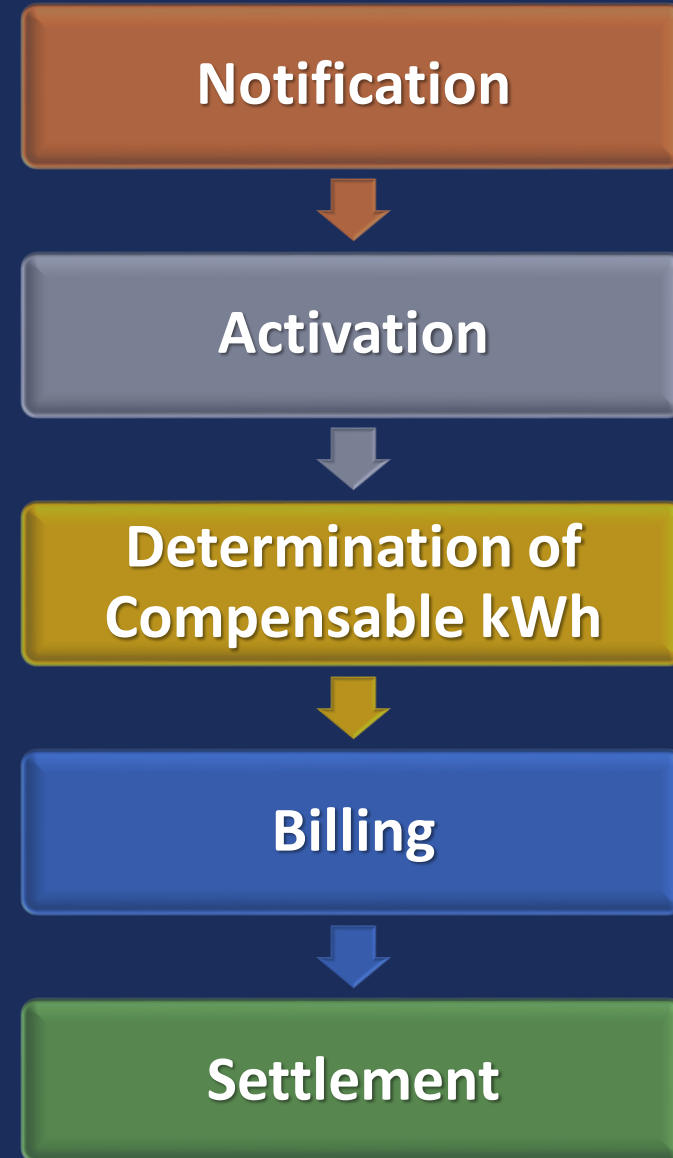 Notification
Activation
Determination of
Compensable kWh
Billing
Settlement